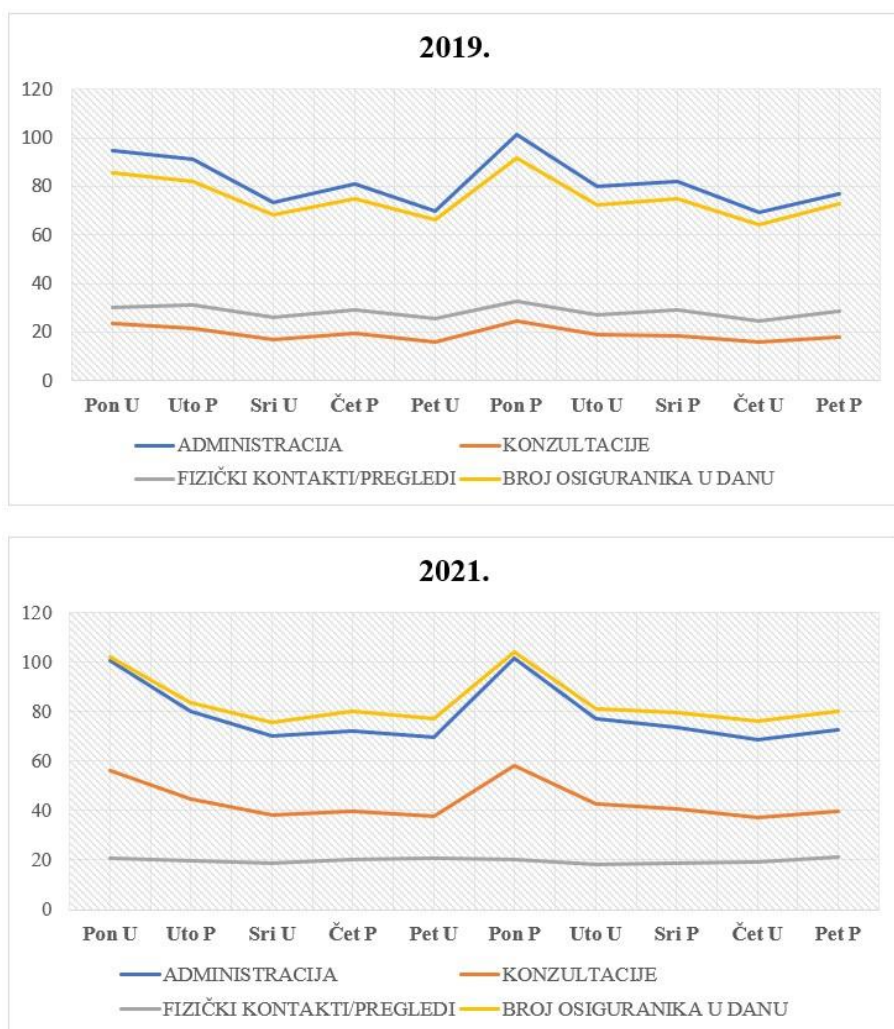 2019.
120
100
80
60
40
20
0
Pon U Uto P Sri U Čet P Pet U Pon P Uto U Sri P Čet U Pet P
ADMINISTRACIJA KONZULTACIJE
FIZIČKI KONTAKTI/PREGLEDI BROJ OSIGURANIKA U DANU
2021.
120
100
80
60
40
20
0
Pon U Uto P Sri U Čet P Pet U Pon P Uto U Sri P Čet U Pet P
ADMINISTRACIJA KONZULTACIJE
FIZIČKI KONTAKTI/PREGLEDI BROJ OSIGURANIKA U DANU